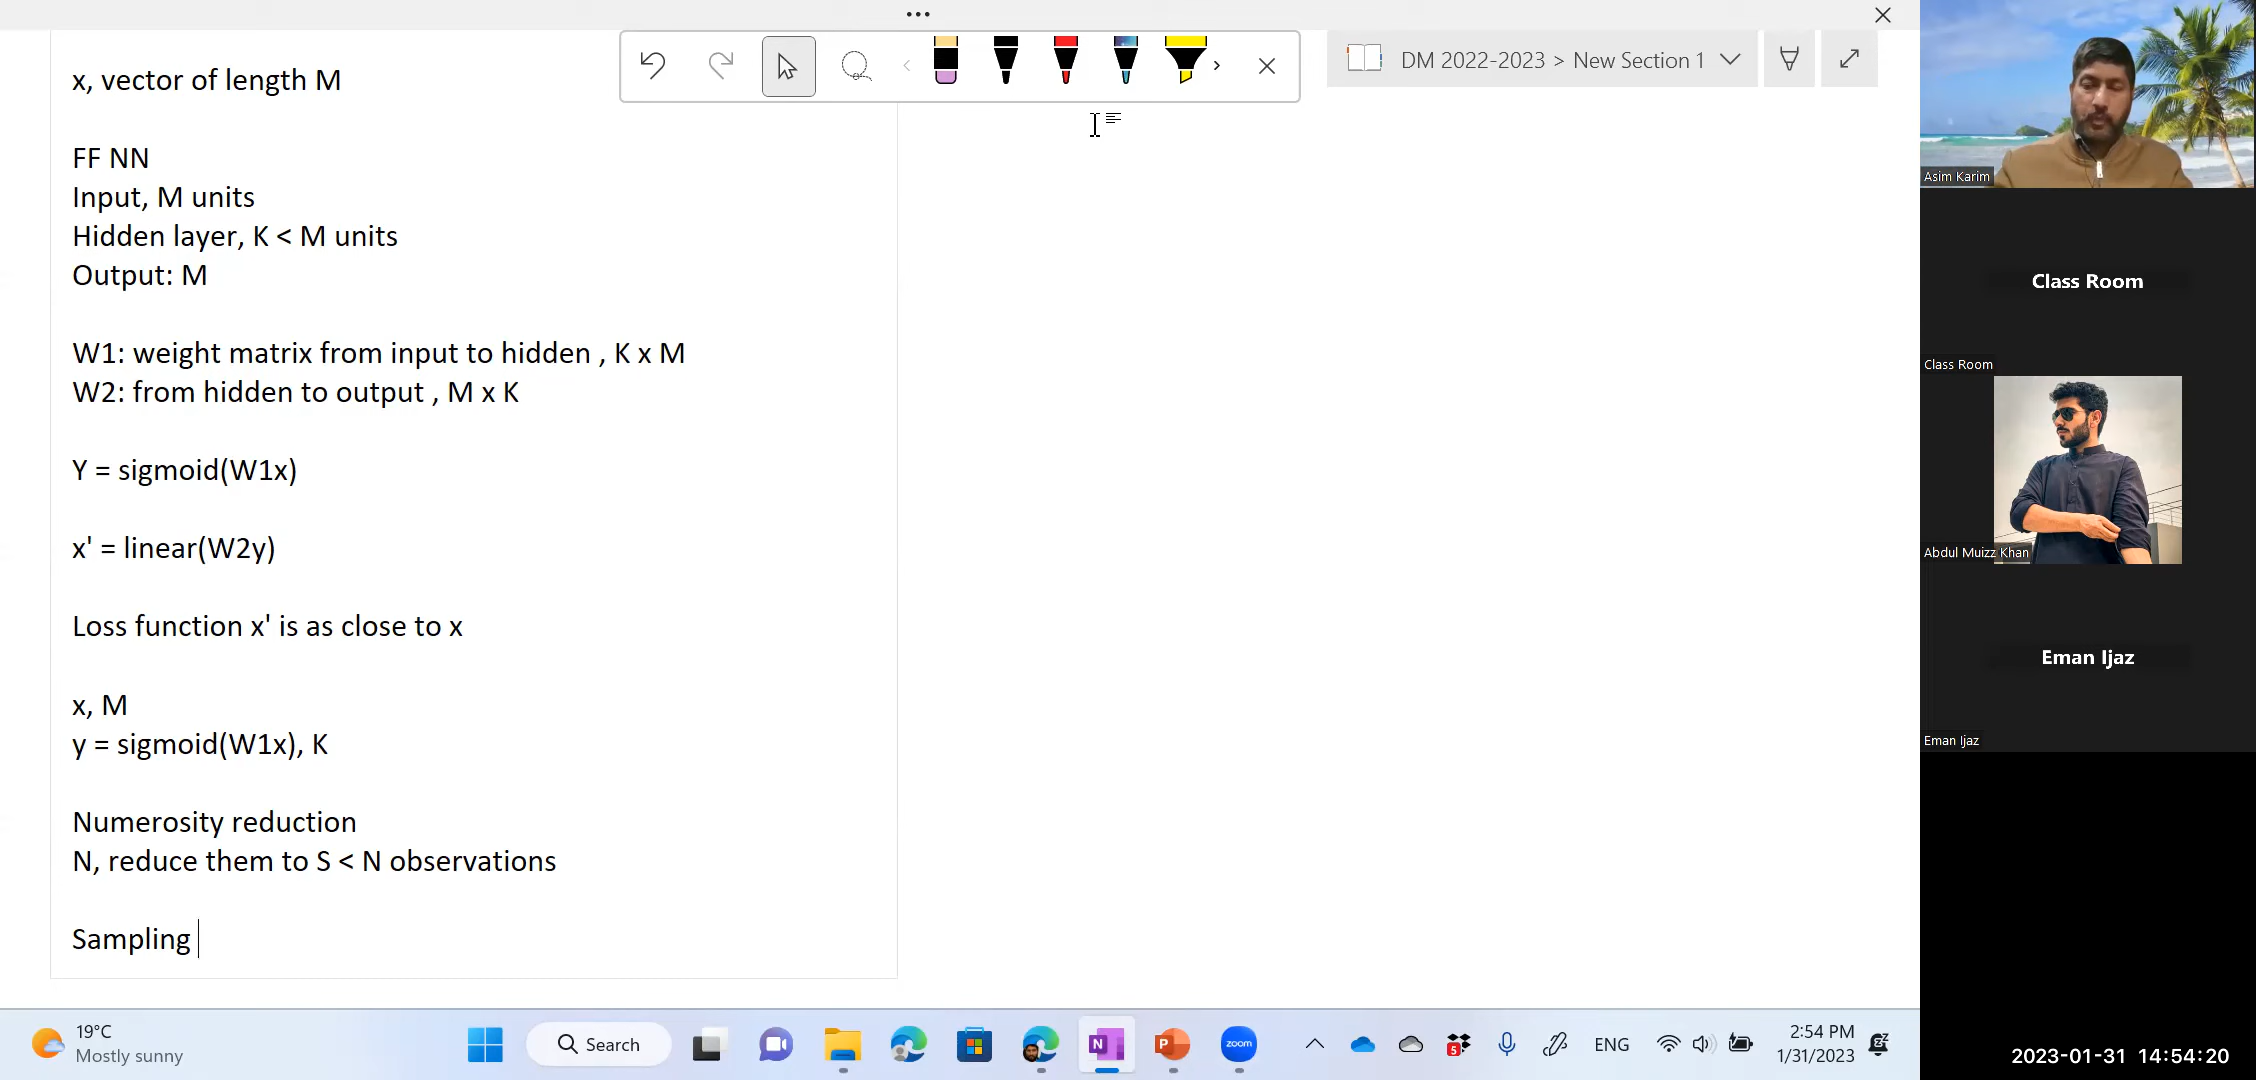 x, vector of length M
FF NN
Input, M units
Hidden layer, K < M units
Output: M
W1: weight matrix from input to hidden , K x M
W2: from hidden to output , M x K
Y = sigmoid(W1x)
x' = linear(W2y)
Loss function x' is as close to x
x, M
y = sigmoid(W1x), K
Numerosity reduction
N, reduce them to S < N observations
Sampling
DM 2022-2023 > New Section 1
Asim Karim
Class Room
Class Room
Abdul Muizz Khan
Eman Ijaz
Eman Ijaz
19°C
Mostly sunny
Search
N
P
zoom
5
ENG
2:54 PM
1/31/2023
2023-01-31 14:54:20